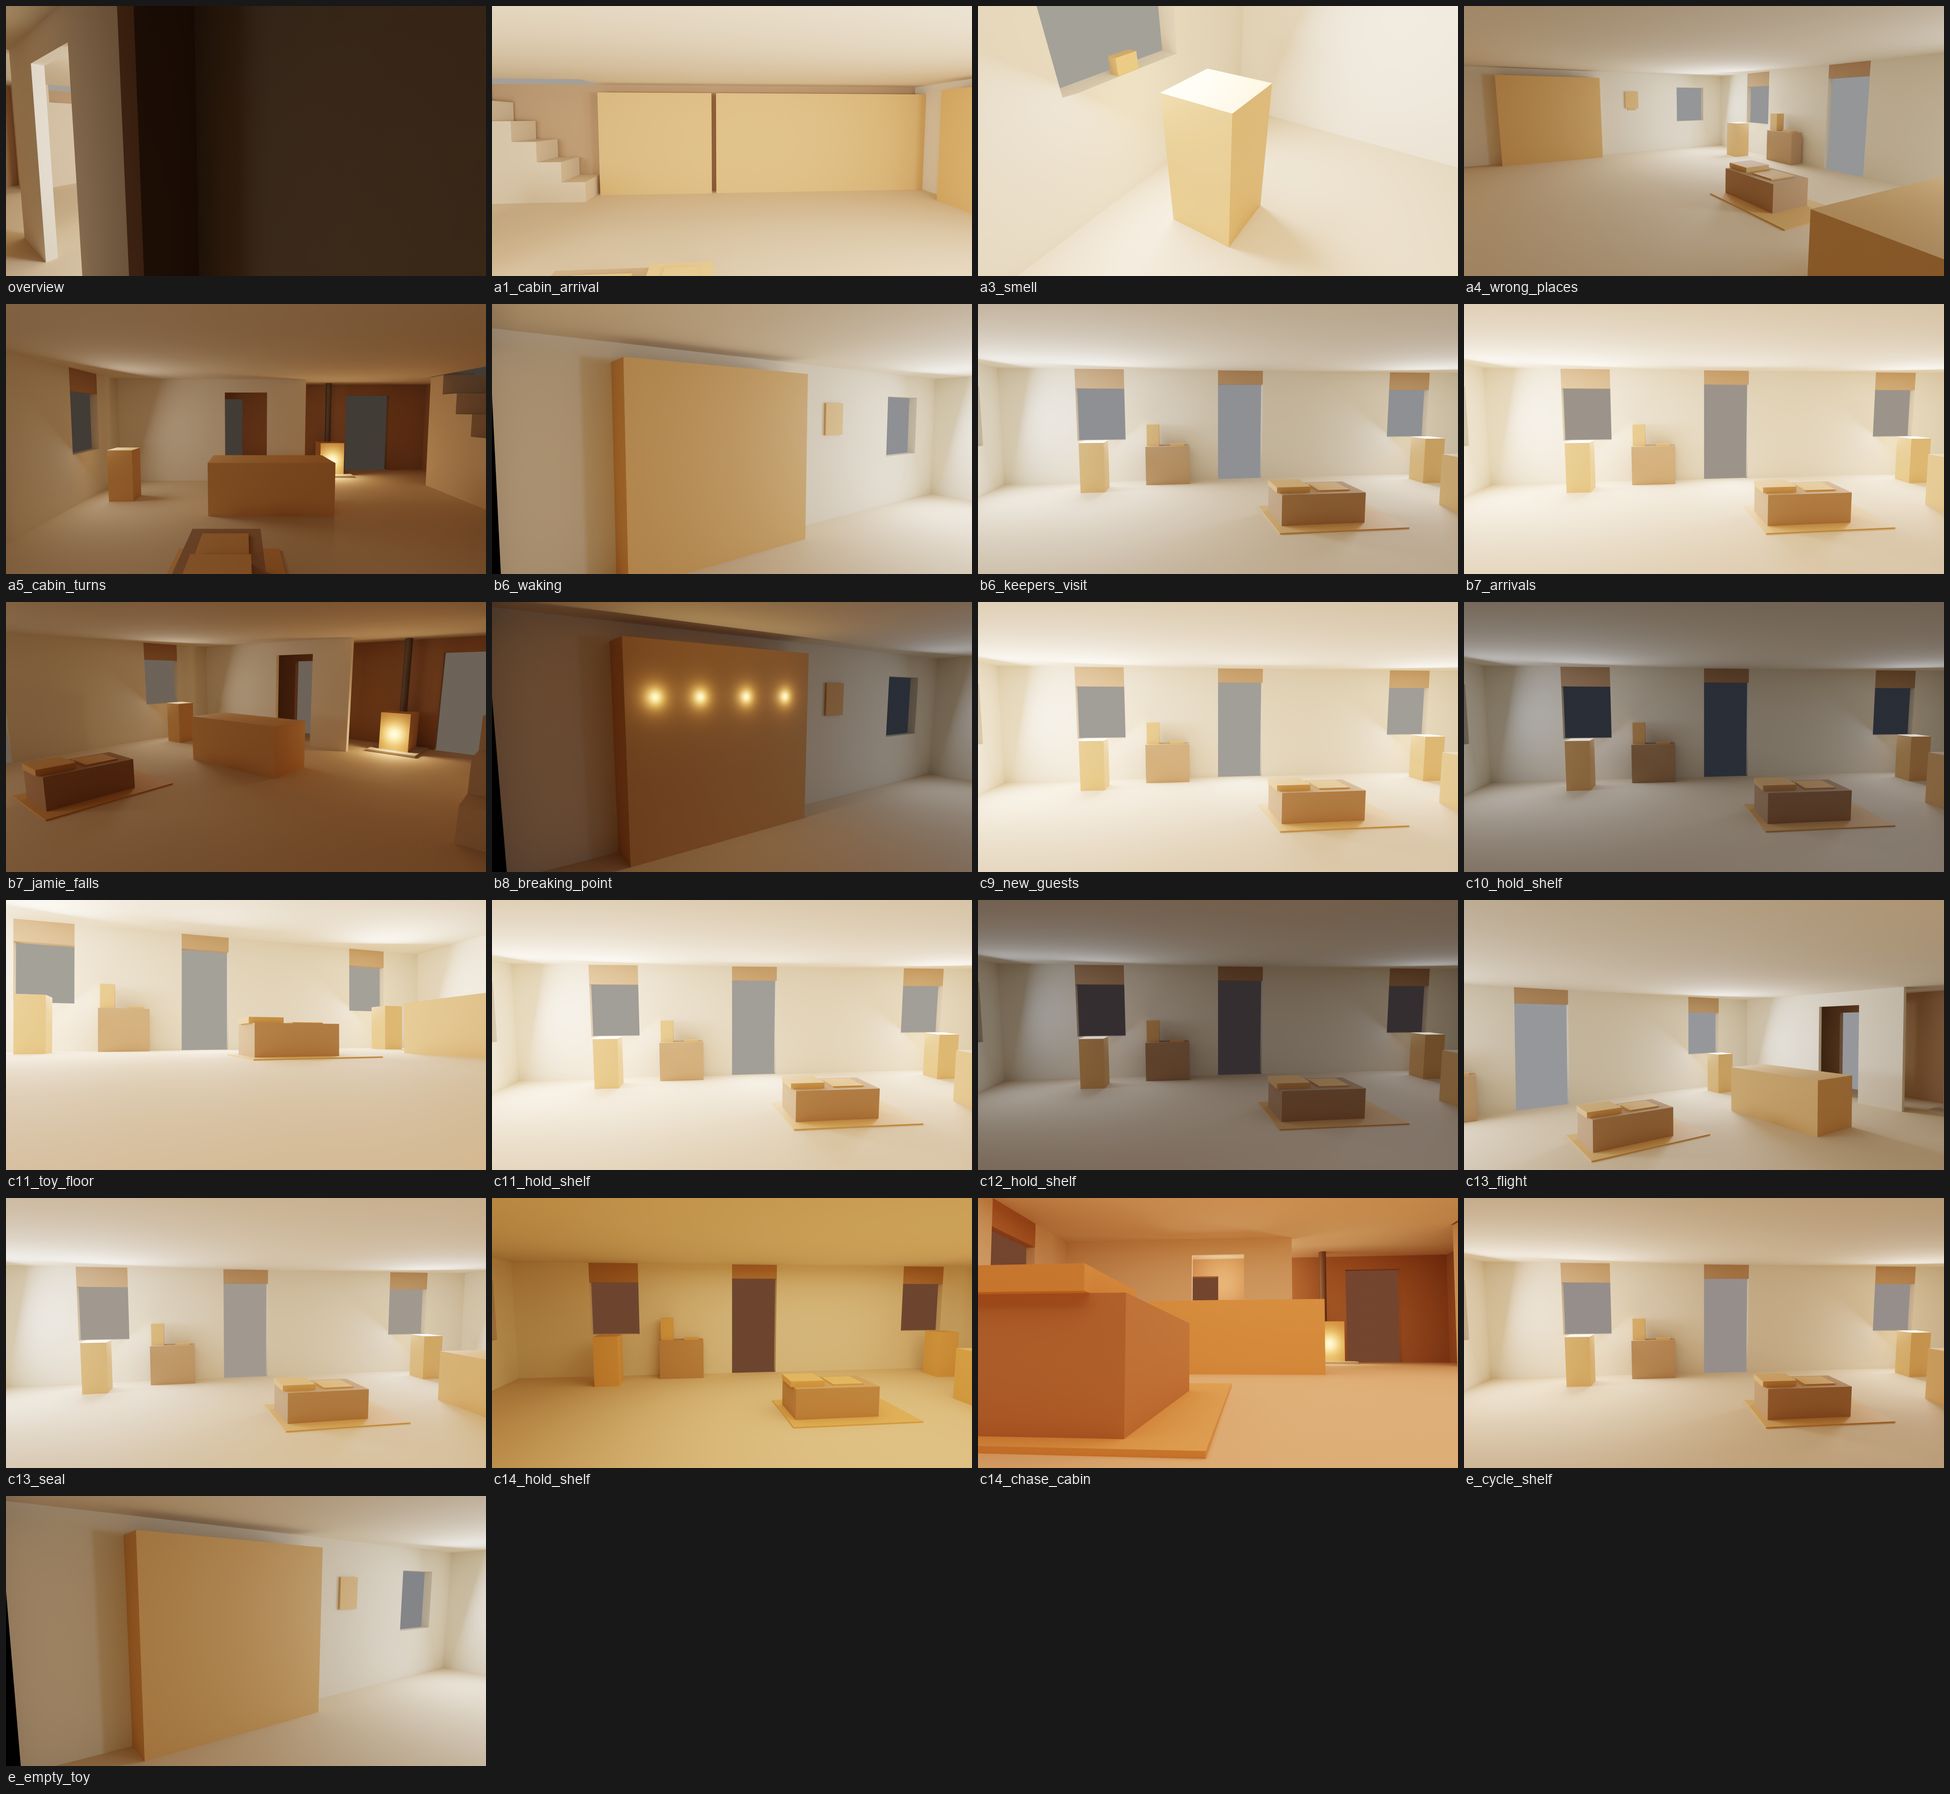 overview
a1_cabin_arrival
a3_smell
a4_wrong_places
a5_cabin_turns
b6_waking
b6_keepers_visit
b7_arrivals
b7_jamie_falls
b8_breaking_point
c9_new_guests
c10_hold_shelf
c11_toy_floor
c11_hold_shelf
c12_hold_shelf
c13_flight
c13_seal
c14_hold_shelf
c14_chase_cabin
e_cycle_shelf
e_empty_toy